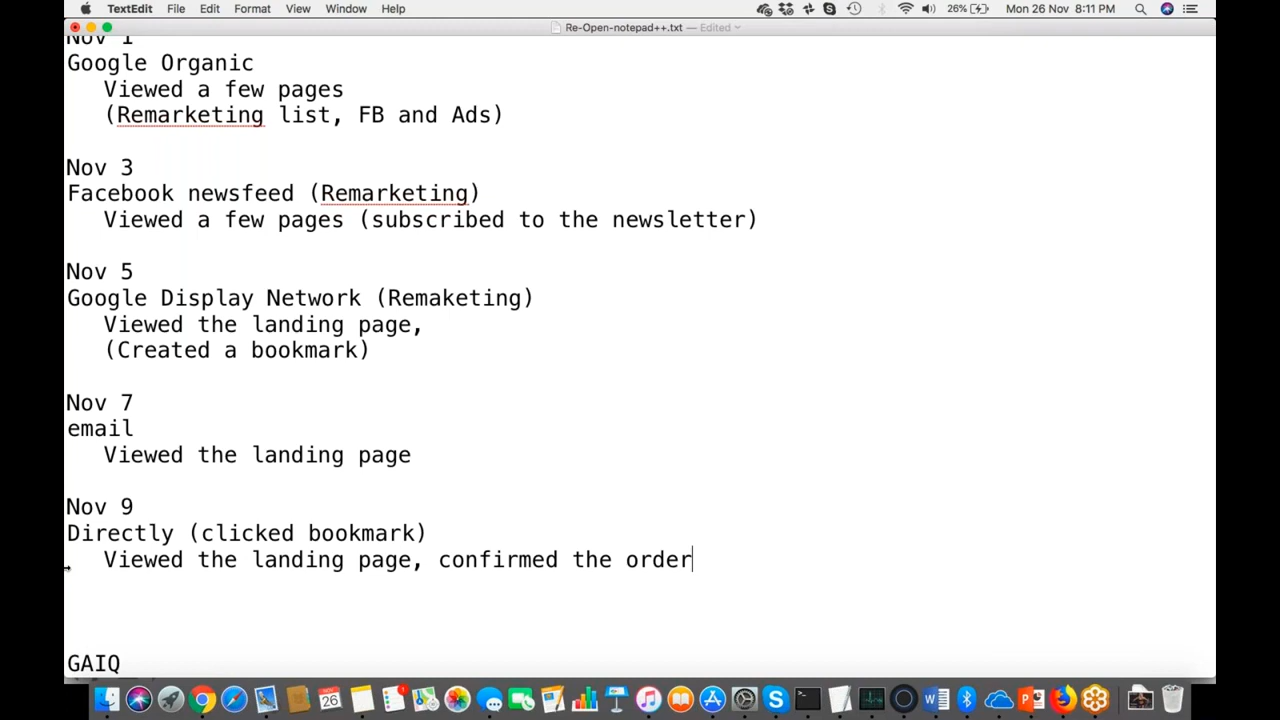 TextEdit File Edit Format View Window Help 26% Mon 26 Nov 8:11 PM
Re-Open-notepad++.txt — Edited
Nov 1
Google Organic
Viewed a few pages
(Remarketing list, FB and Ads)
Nov 3
Facebook newsfeed (Remarketing)
Viewed a few pages (subscribed to the newsletter)
Nov 5
Google Display Network (Remaketing)
Viewed the landing page,
(Created a bookmark)
Nov 7
email
Viewed the landing page
Nov 9
Directly (clicked bookmark)
Viewed the landing page, confirmed the order
GAIQ